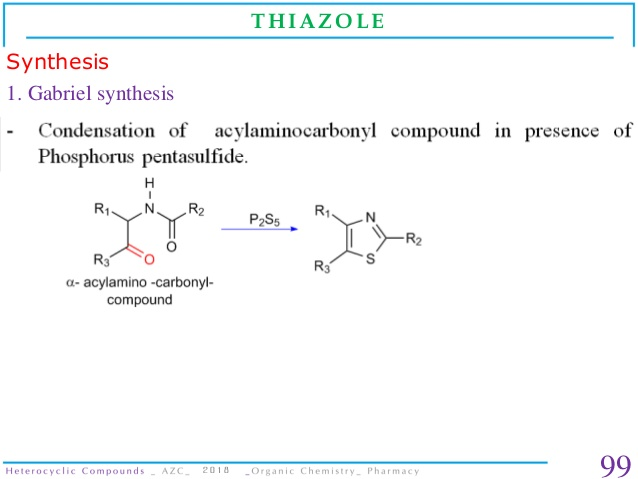 THIAZOLE
Synthesis
1. Gabriel synthesis
- Condensation of acylaminocarbonyl compound in presence of
Phosphorus pentasulfide.
H
R1 N R2
O
R3 O
P2S5
R1 N
R2
R3 S
α- acylamino -carbonyl-
compound
Heterocyclic Compounds _ AZC_ 2018 _Organic Chemistry_ Pharmacy
99